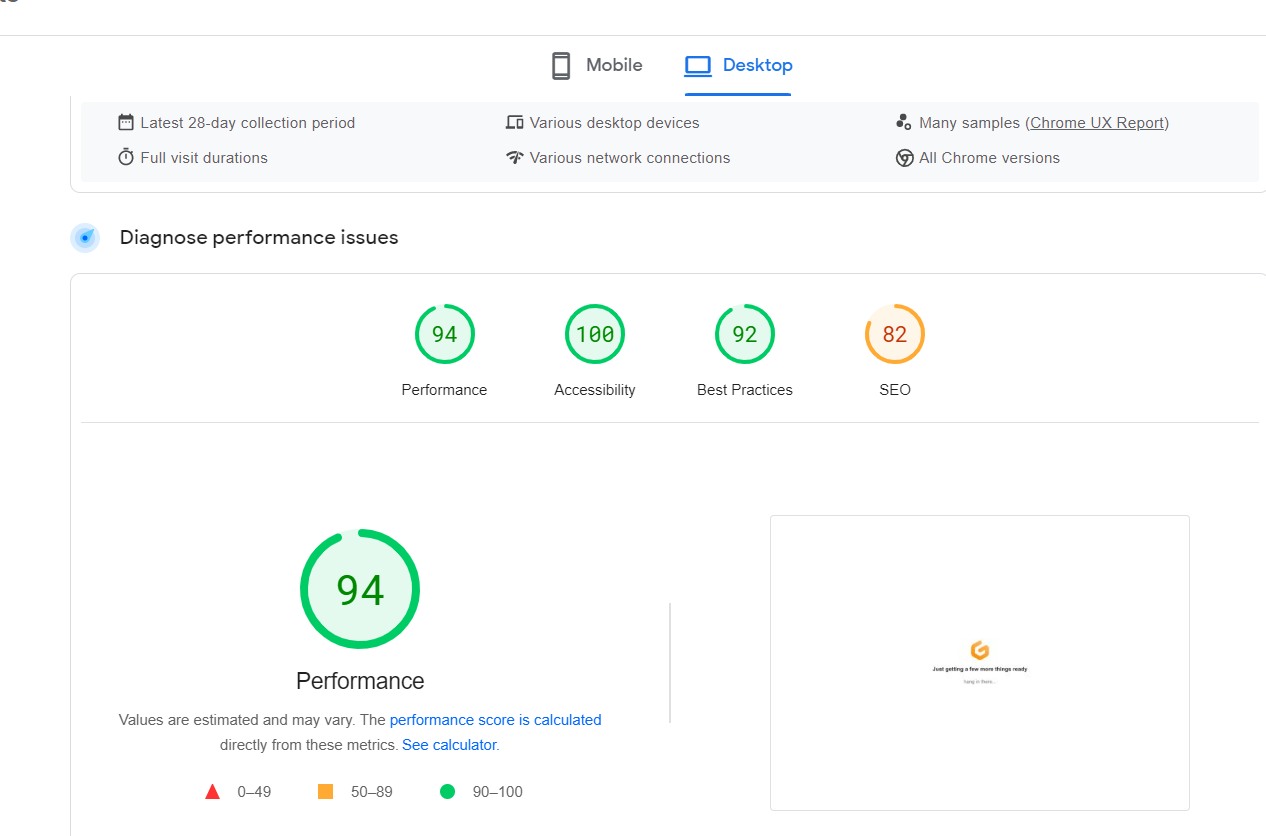 Mobile
Desktop
Latest 28-day collection period
Various desktop devices
Many samples (Chrome UX Report)
Full visit durations
Various network connections
All Chrome versions
Diagnose performance issues
94
100
92
82
Performance
Accessibility
Best Practices
SEO
94
Performance
Values are estimated and may vary. The performance score is calculated
directly from these metrics. See calculator.
0–49
50–89
90–100
Just getting a few more things ready
hang in there...